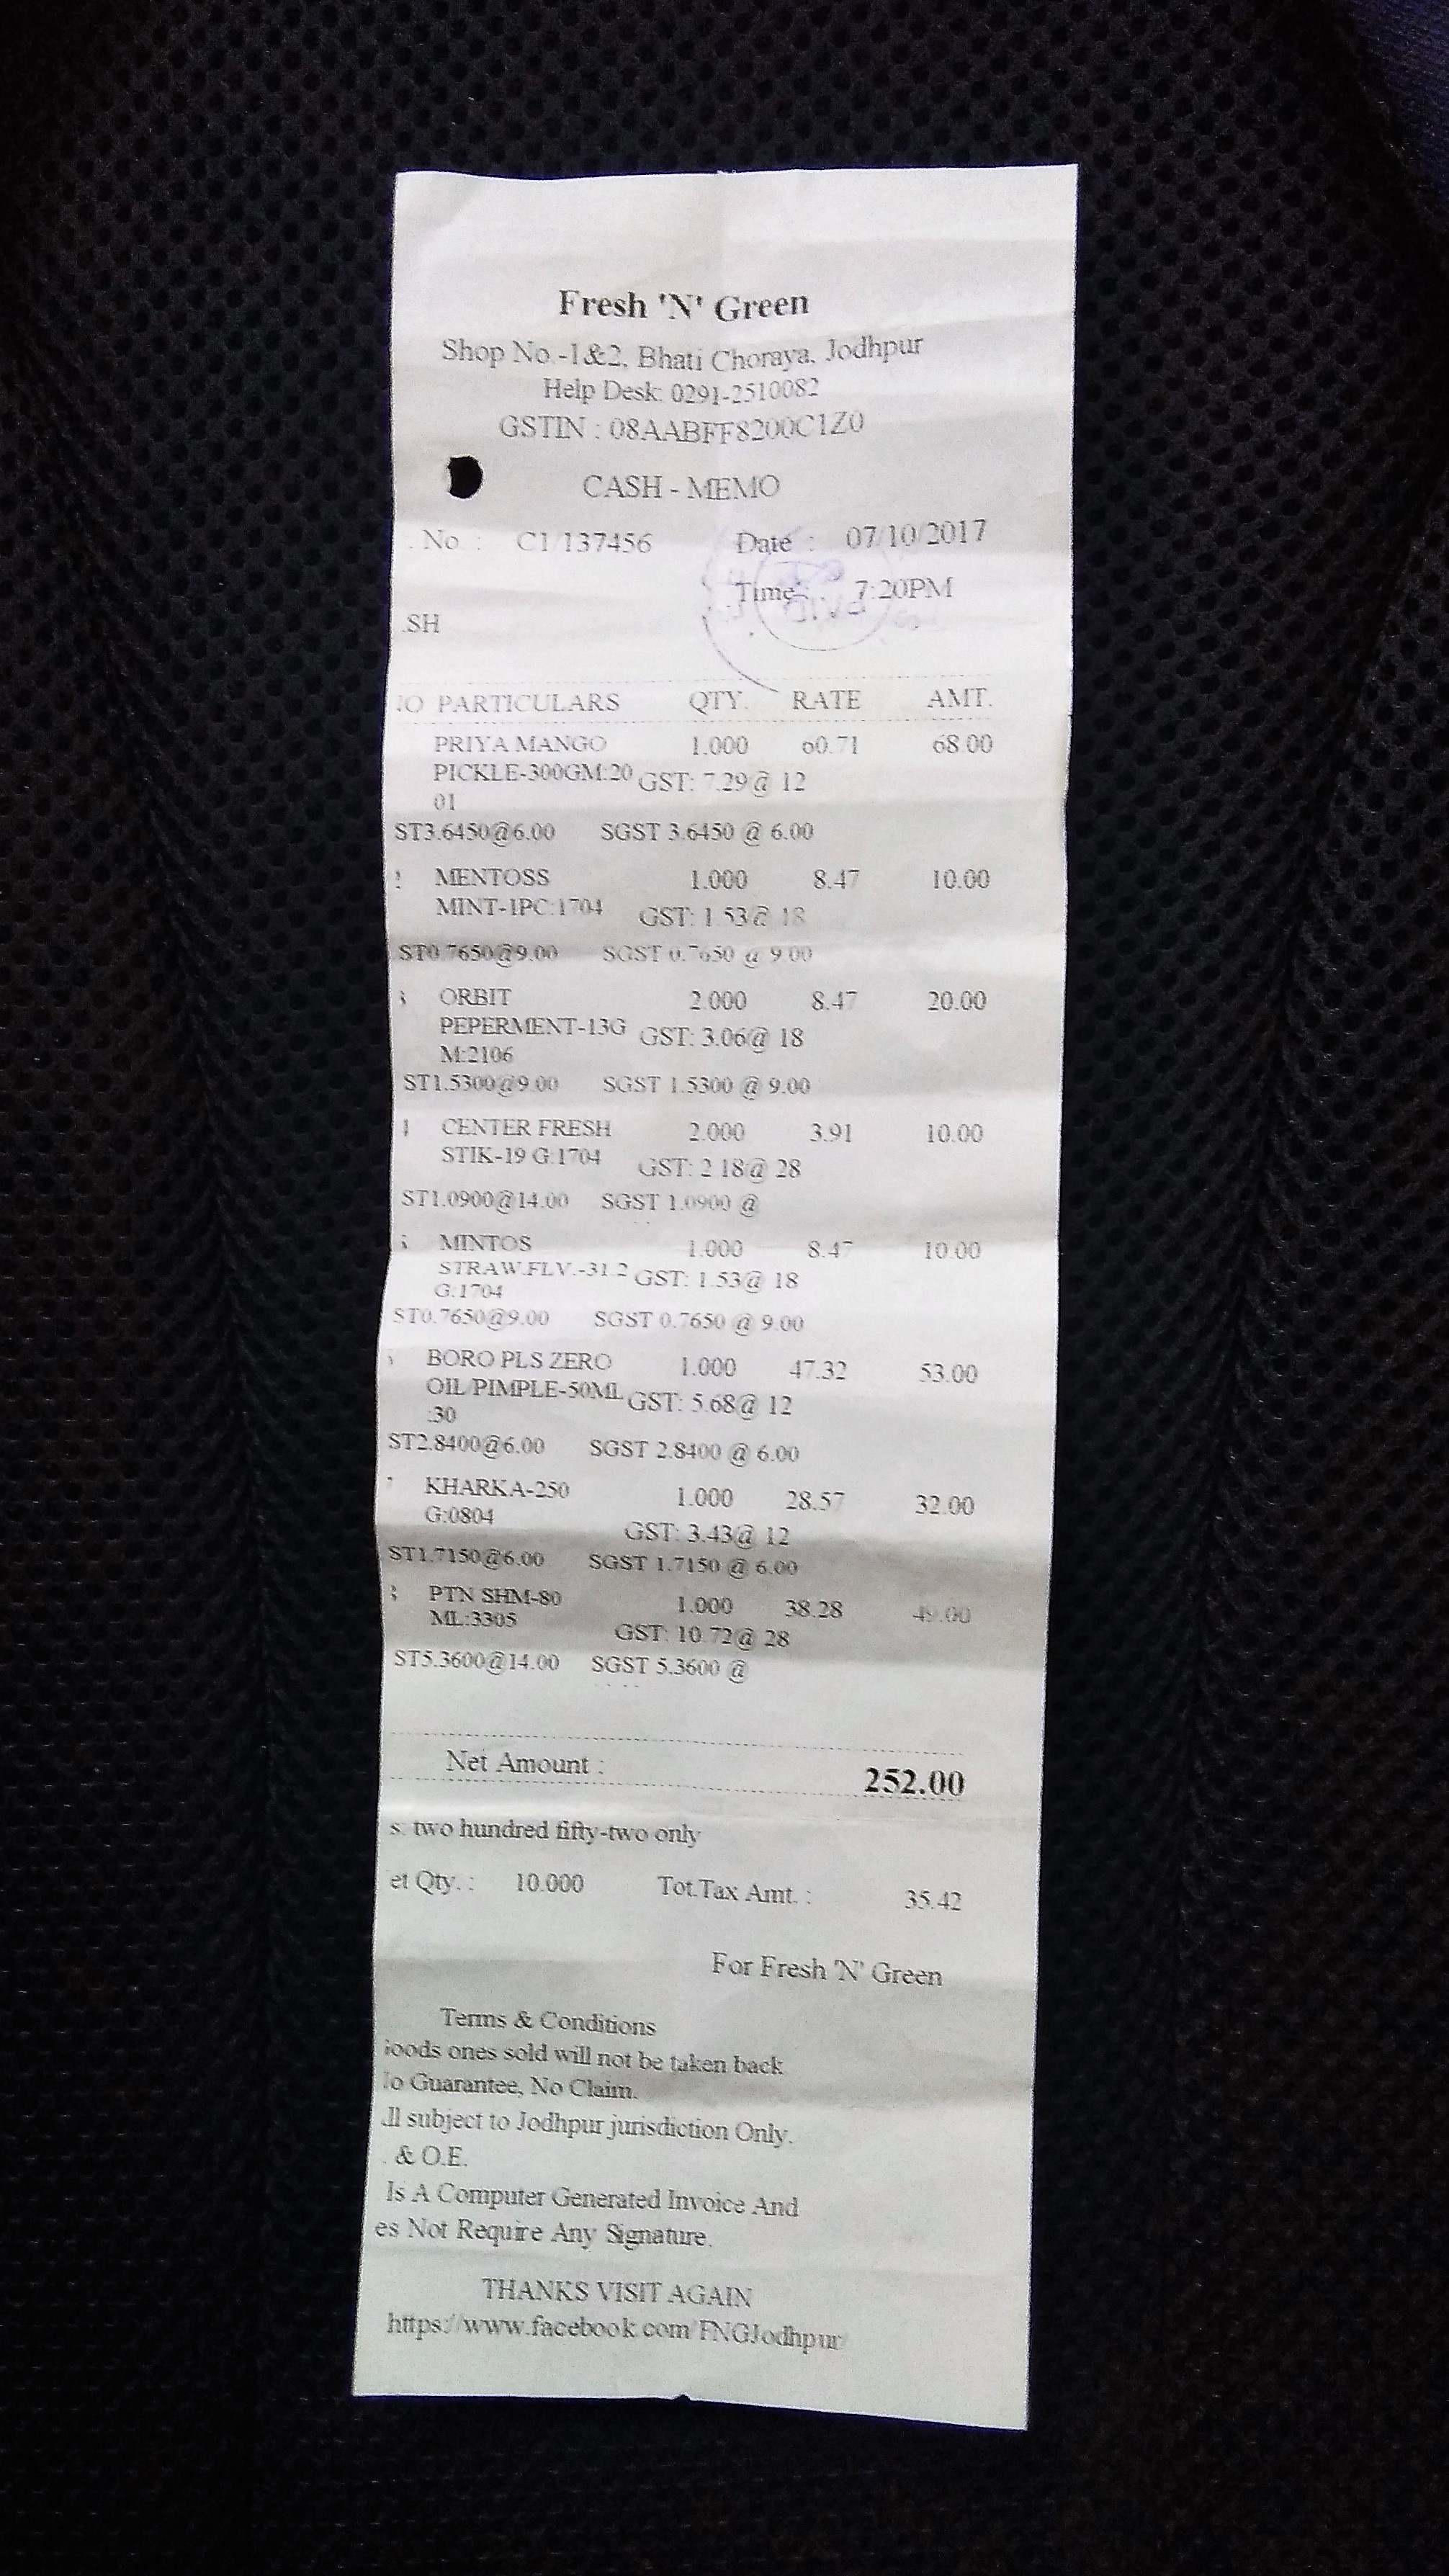 Fresh 'N' Green
Shop No -1&2, Bhati Choraya, Jodhpur
Help Desk: 0291-2510082
GSTIN : 08AABFF8200C1Z0
CASH - MEMO
. No : C1/137456 Date : 07/10/2017
Time : 7:20PM
SH
PARTICULARS QTY. RATE AMT.
PRIYA MANGO 1.000 60.71 68.00
PICKLE-300GM:20 GST: 7.29@ 12
01
ST3.6450@6.00 SGST 3.6450 @ 6.00
MENTOSS 1.000 8.47 10.00
MINT-1PC:1704 GST: 1.53@ 18
ST0.7650@9.00 SGST 0.7650 @ 9.00
ORBIT 2.000 8.47 20.00
PEPERMENT-13G GST: 3.06@ 18
M:2106
ST1.5300@9.00 SGST 1.5300 @ 9.00
CENTER FRESH 2.000 3.91 10.00
STIK-19 G:1704 GST: 2.18@ 28
ST1.0900@14.00 SGST 1.0900 @
MINTOS 1.000 8.47 10.00
STRAW.FLV.-31.2 GST: 1.53@ 18
G:1704
ST0.7650@9.00 SGST 0.7650 @ 9.00
BORO PLS ZERO 1.000 47.32 53.00
OIL/PIMPLE-50ML GST: 5.68@ 12
:30
ST2.8400@6.00 SGST 2.8400 @ 6.00
KHARKA-250 1.000 28.57 32.00
G:0804 GST: 3.43@ 12
ST1.7150@6.00 SGST 1.7150 @ 6.00
PTN SHM-80 1.000 38.28 49.00
ML:3305 GST: 10.72@ 28
ST5.3600@14.00 SGST 5.3600 @
Net Amount : 252.00
s: two hundred fifty-two only
et Qty. : 10.000 Tot.Tax Amt. : 35.42
For Fresh 'N' Green
Terms & Conditions
oods ones sold will not be taken back
o Guarantee, No Claim.
ll subject to Jodhpur jurisdiction Only.
. & O.E.
Is A Computer Generated Invoice And
es Not Require Any Signature.
THANKS VISIT AGAIN
https://www.facebook.com/FNGJodhpur/